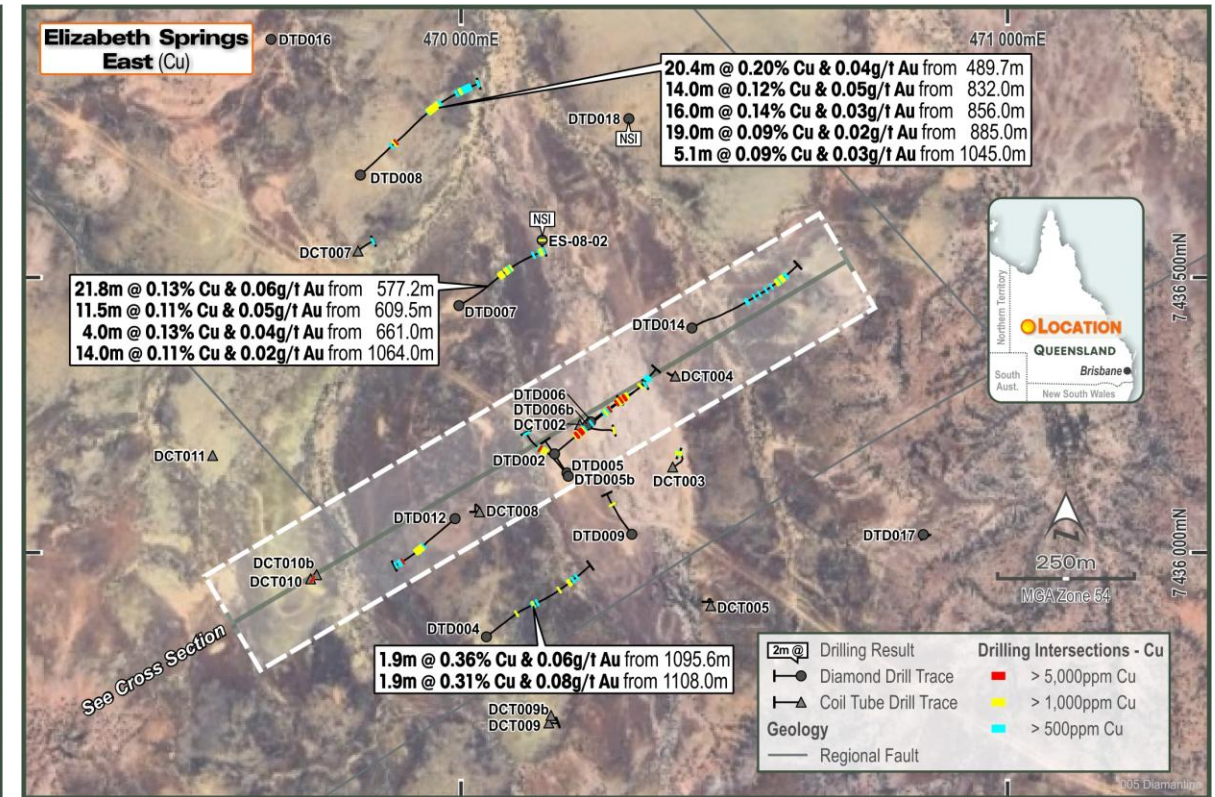 Elizabeth Springs
East (Cu)
DTD016
470 000mE
471 000mE
20.4m @ 0.20% Cu & 0.04g/t Au from 489.7m
14.0m @ 0.12% Cu & 0.05g/t Au from 832.0m
16.0m @ 0.14% Cu & 0.03g/t Au from 856.0m
19.0m @ 0.09% Cu & 0.02g/t Au from 885.0m
5.1m @ 0.09% Cu & 0.03g/t Au from 1045.0m
DTD018
NSI
DTD008
NSI
ES-08-02
DCT007
21.8m @ 0.13% Cu & 0.06g/t Au from 577.2m
11.5m @ 0.11% Cu & 0.05g/t Au from 609.5m
4.0m @ 0.13% Cu & 0.04g/t Au from 661.0m
14.0m @ 0.11% Cu & 0.02g/t Au from 1064.0m
DTD007
DTD014
Northern Territory
LOCATION
QUEENSLAND
Brisbane
South
Aust.
New South Wales
7 436 500mN
DCT004
DTD006
DTD006b
DCT002
DTD002
DTD005
DTD005b
DCT003
DCT011
DTD012
DCT008
DTD009
DTD017
N
250m
MGA Zone 54
7 436 000mN
DCT010b
DCT010
DCT005
DTD004
See Cross Section
1.9m @ 0.36% Cu & 0.06g/t Au from 1095.6m
1.9m @ 0.31% Cu & 0.08g/t Au from 1108.0m
DCT009b
DCT009
2m @
Drilling Result
Diamond Drill Trace
Coil Tube Drill Trace
Geology
Regional Fault
Drilling Intersections - Cu
> 5,000ppm Cu
> 1,000ppm Cu
> 500ppm Cu
005 Diamantina